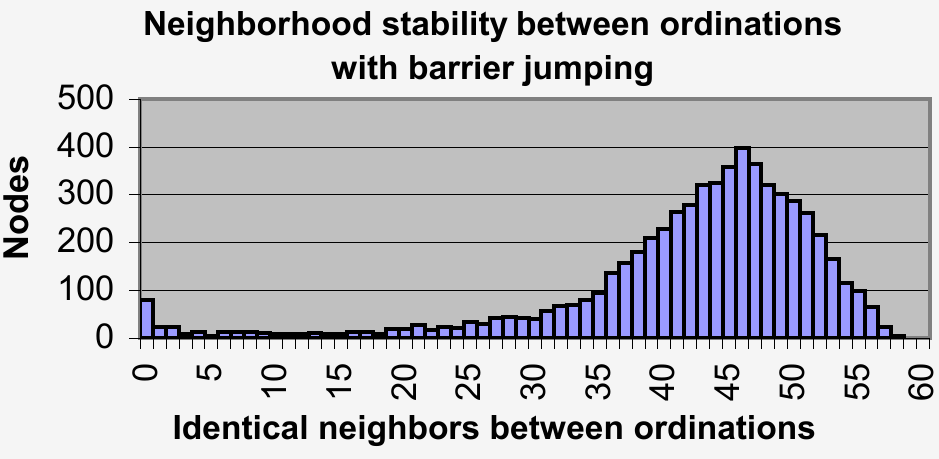 Neighborhood stability between ordinations
with barrier jumping
Nodes
500
400
300
200
100
0
0 5 10 15 20 25 30 35 40 45 50 55 60
Identical neighbors between ordinations